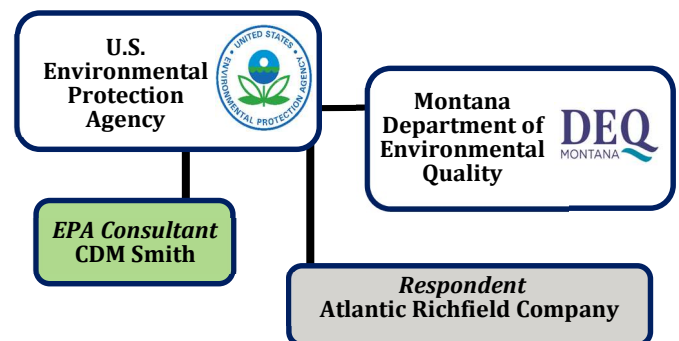 U.S.
Environmental
Protection
Agency
UNITED STATES
ENVIRONMENTAL PROTECTION AGENCY
Montana
Department of
Environmental
Quality
DEQ
MONTANA
EPA Consultant
CDM Smith
Respondent
Atlantic Richfield Company